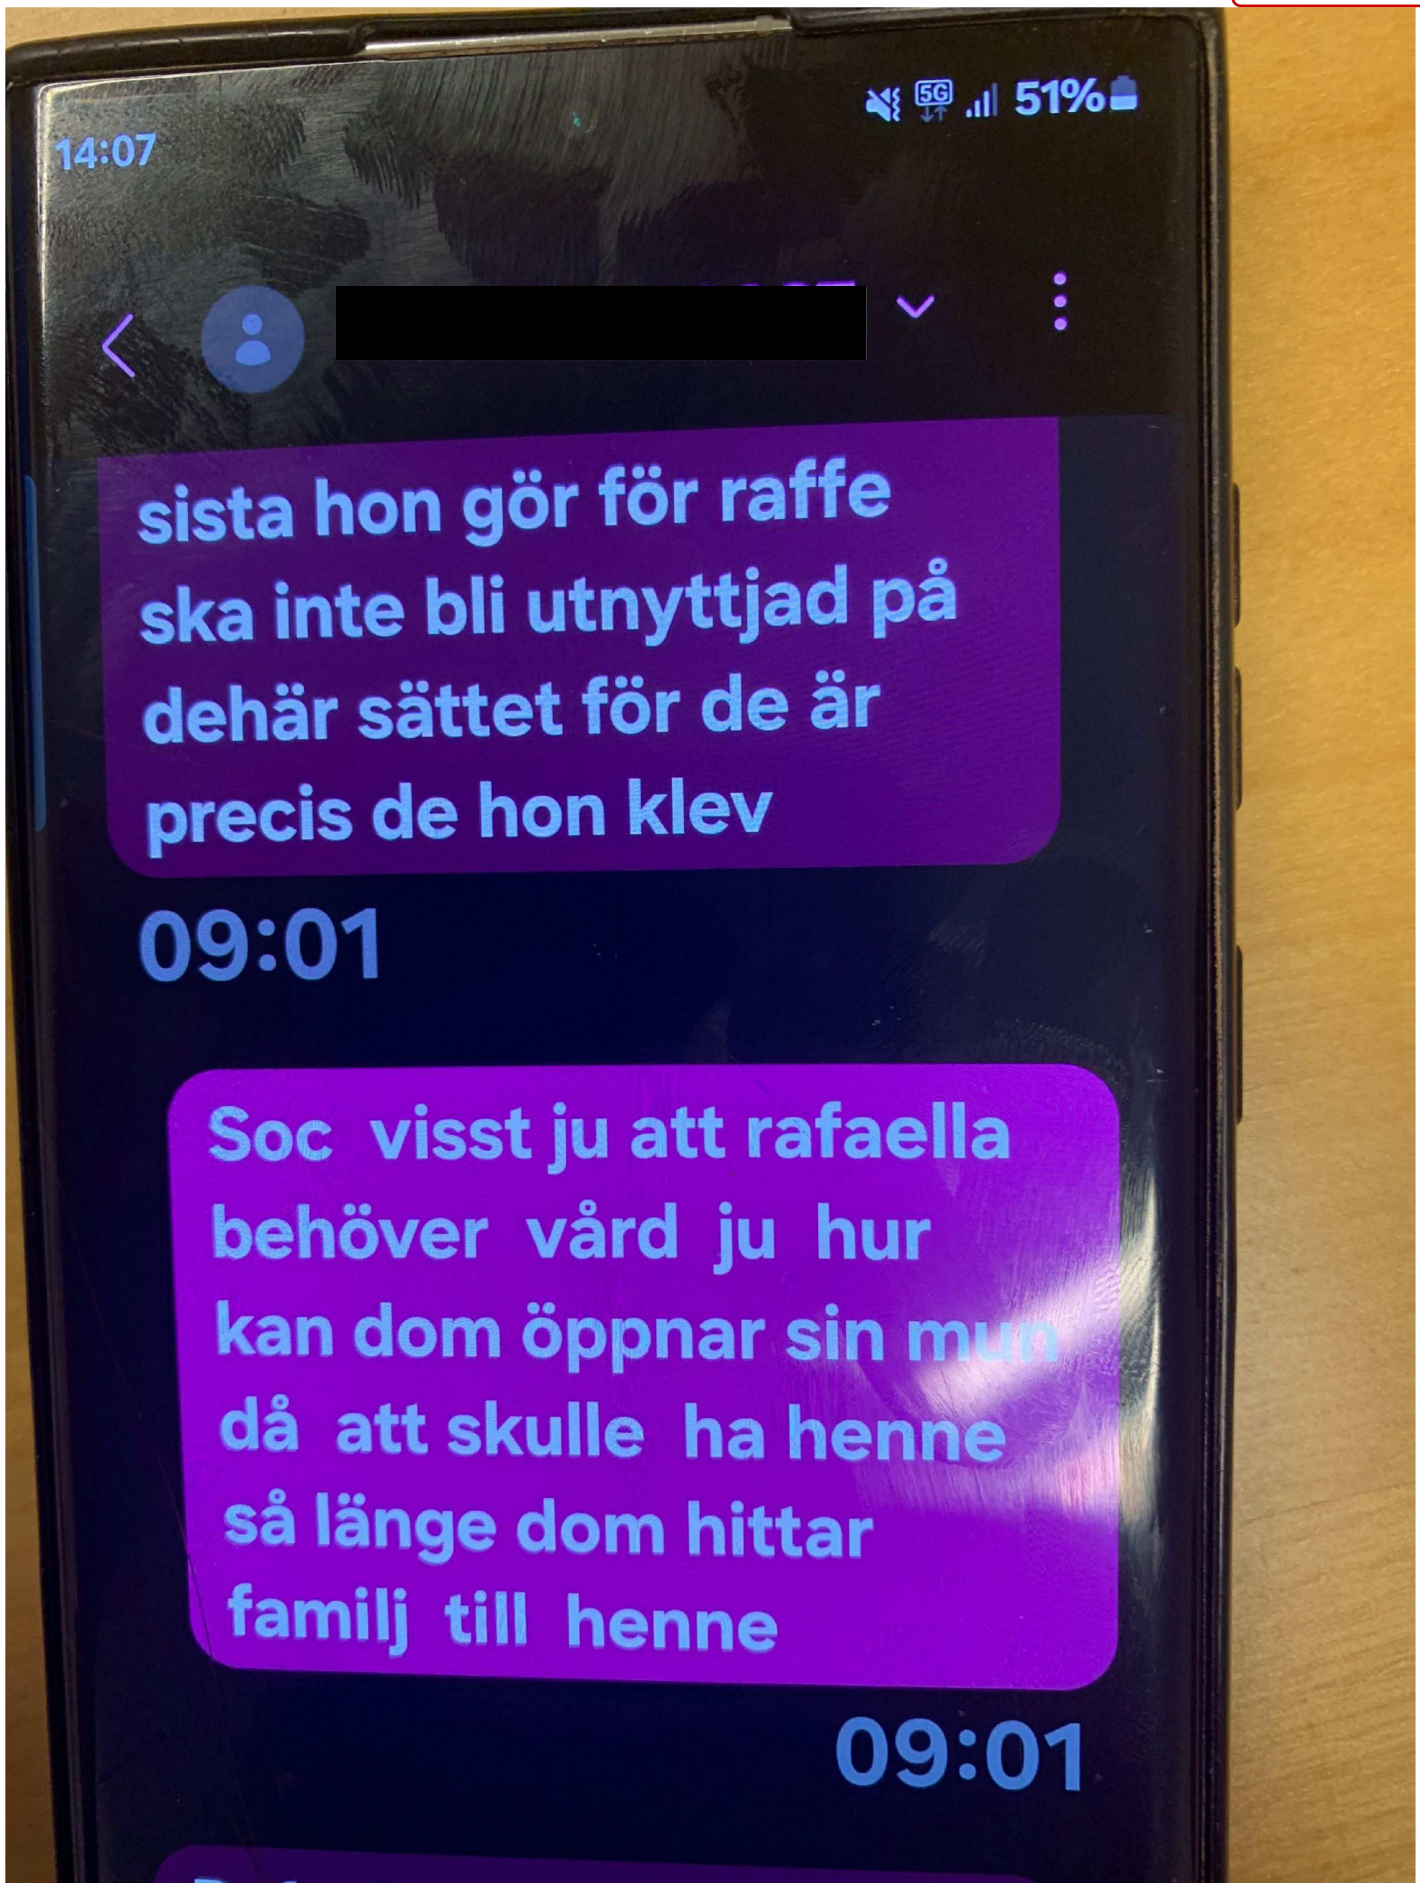 14:07
5G 51%
sista hon gör för raffe
ska inte bli utnyttjad på
dehär sättet för de är
precis de hon klev
09:01
Soc visst ju att rafaella
behöver vård ju hur
kan dom öppnar sin mun
då att skulle ha henne
så länge dom hittar
familj till henne
09:01